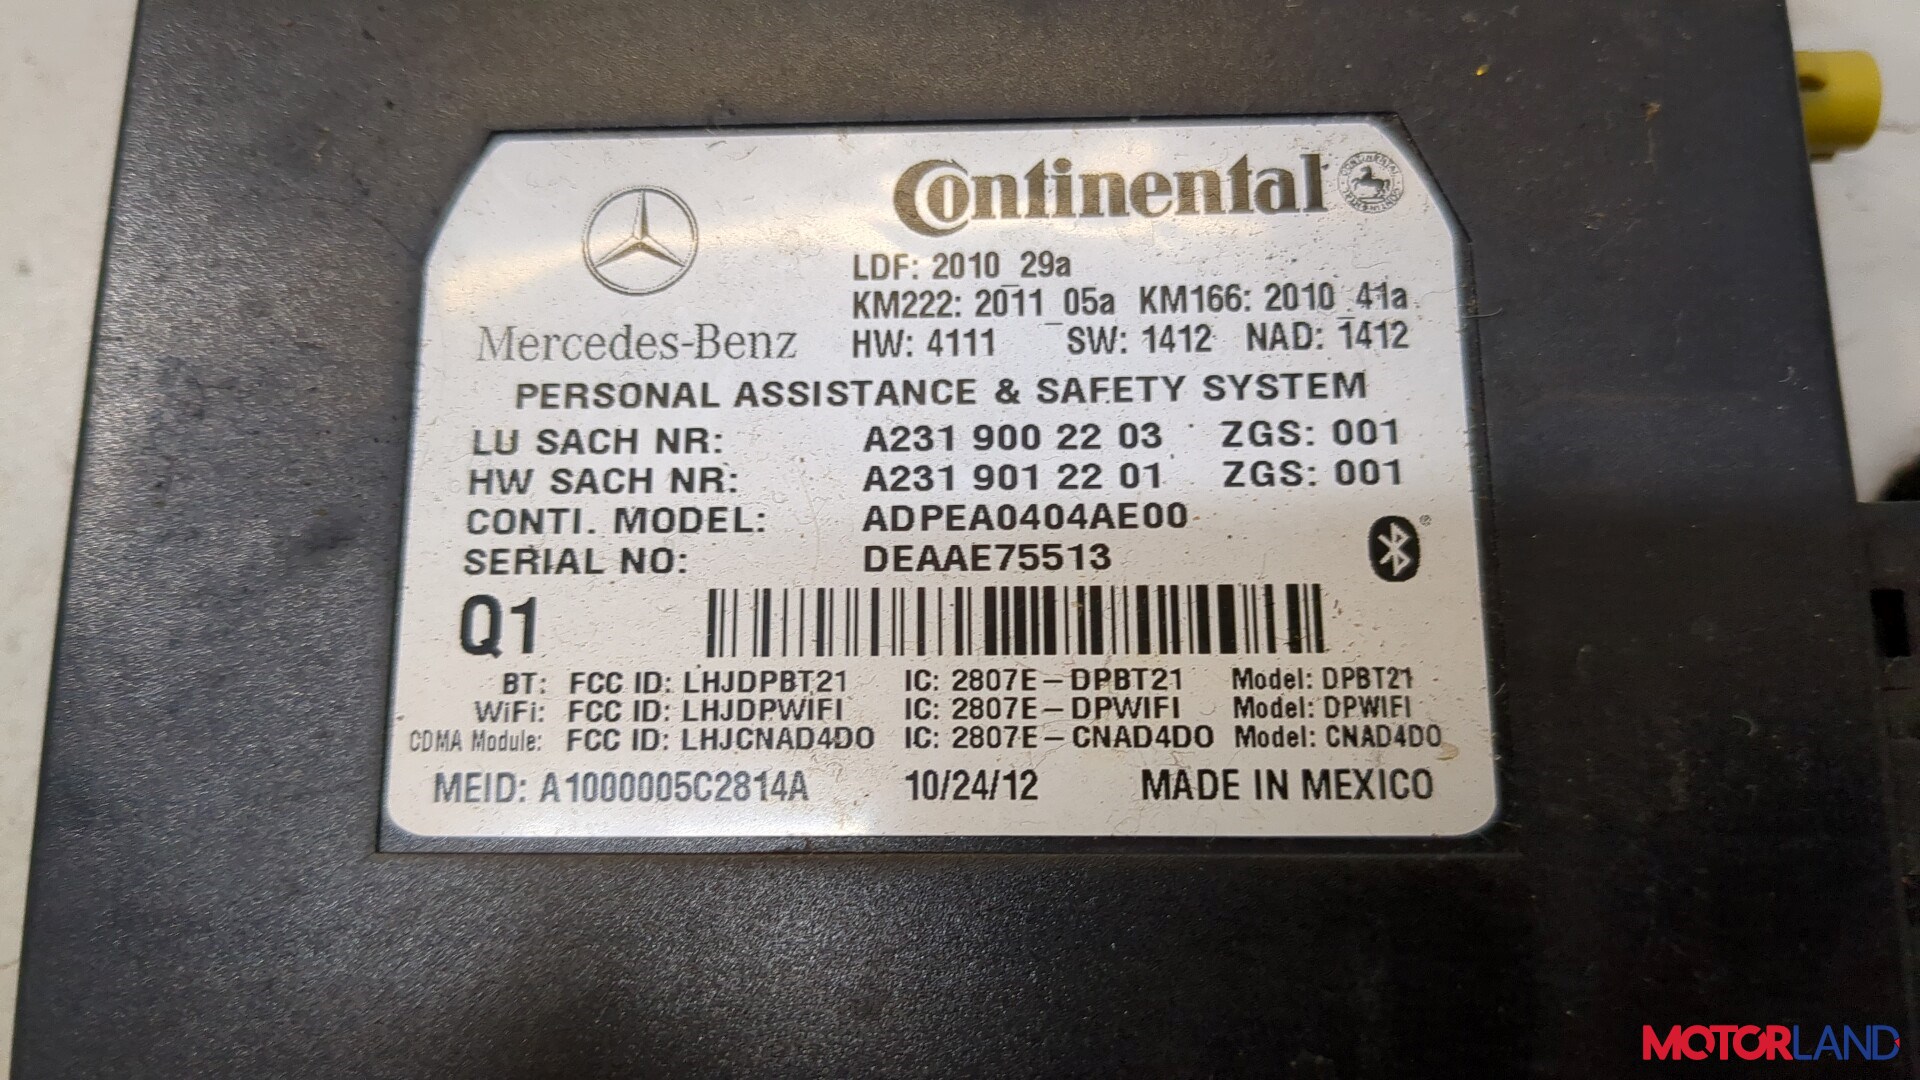 Continental
LDF: 2010_29a
KM222: 2011_05a KM166: 2010_41a
Mercedes-Benz
HW: 4111 SW: 1412 NAD: 1412
PERSONAL ASSISTANCE & SAFETY SYSTEM
LU SACH NR: A231 900 22 03 ZGS: 001
HW SACH NR: A231 901 22 01 ZGS: 001
CONTI. MODEL: ADPEA0404AE00
SERIAL NO: DEAAE75513
®
Q1
BT: FCC ID: LHJDPBT21 IC: 2807E-DPBT21 Model: DPBT21
WiFi: FCC ID: LHJDPWIFI IC: 2807E-DPWIFI Model: DPWIFI
CDMA Module: FCC ID: LHJCNAD4DO IC: 2807E-CNAD4DO Model: CNAD4DO
MEID: A1000005C2814A 10/24/12 MADE IN MEXICO
MOTORLAND